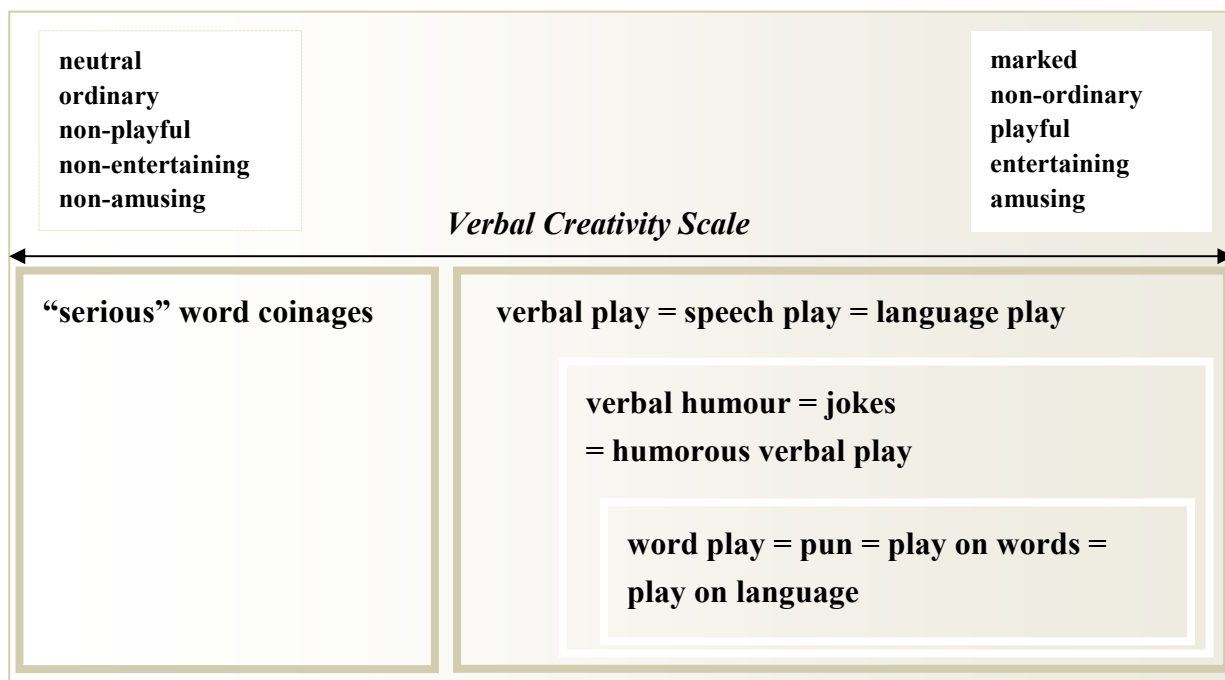 neutral
ordinary
non-playful
non-entertaining
non-amusing
marked
non-ordinary
playful
entertaining
amusing
Verbal Creativity Scale
“serious” word coinages
verbal play = speech play = language play
verbal humour = jokes
= humorous verbal play
word play = pun = play on words =
play on language